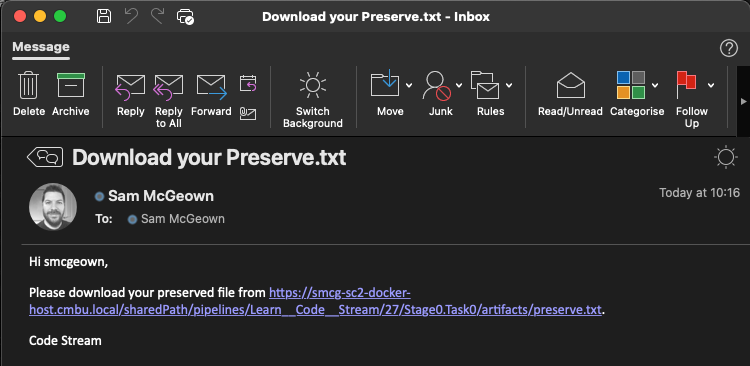 Download your Preserve.txt - Inbox
Message
Delete
Archive
Reply
Reply
to All
Forward
Switch
Background
Move
Junk
Rules
Read/Unread
Categorise
Follow
Up
Download your Preserve.txt
Sam McGeown
Today at 10:16
To: Sam McGeown
Hi smcgeown,
Please download your preserved file from https://smcg-sc2-docker-
host.cmbu.local/sharedPath/pipelines/Learn__Code__Stream/27/Stage0.Task0/artifacts/preserve.txt.
Code Stream